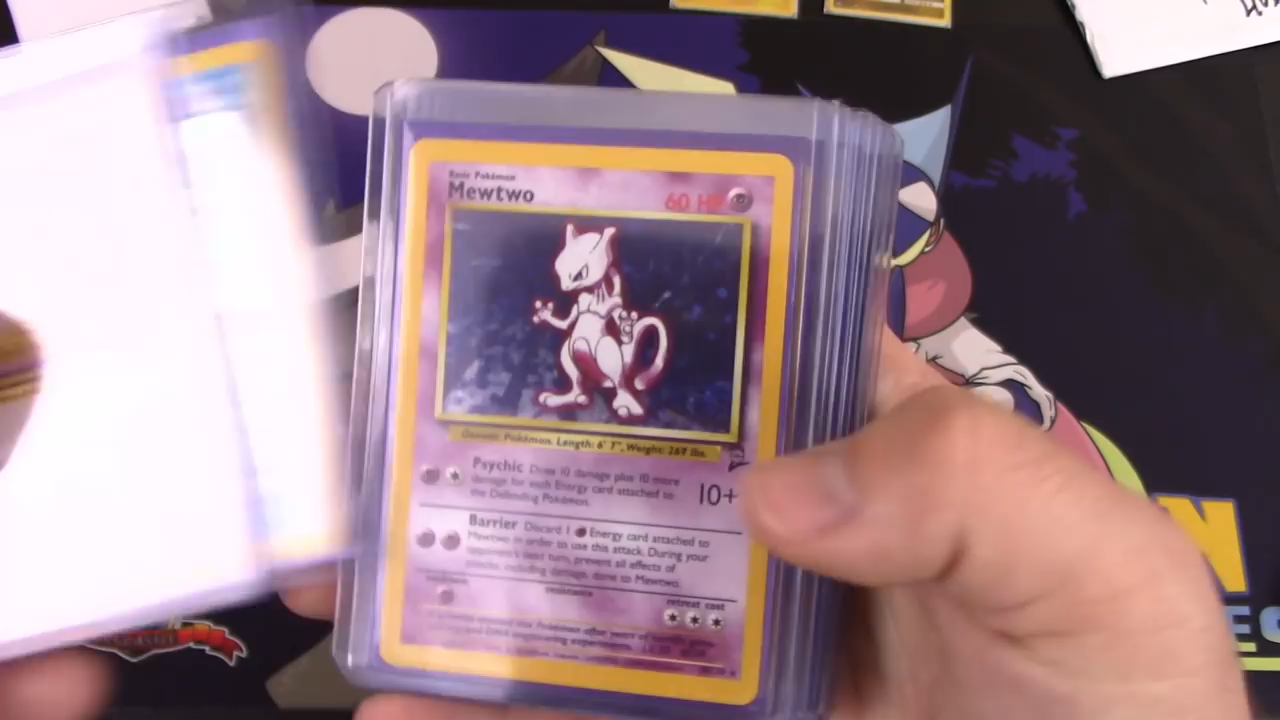 Basic Pokémon
Mewtwo
60 HP
Genetic Pokémon. Length: 6' 7", Weight: 269 lbs.
Psychic Does 10 damage plus 10 more
damage for each Energy card attached to
the Defending Pokémon.
10+
Barrier Discard 1 Energy card attached to
Mewtwo in order to use this attack. During your
opponent's next turn, prevent all effects of
attacks, including damage, done to Mewtwo.
weakness
resistance
retreat cost
N